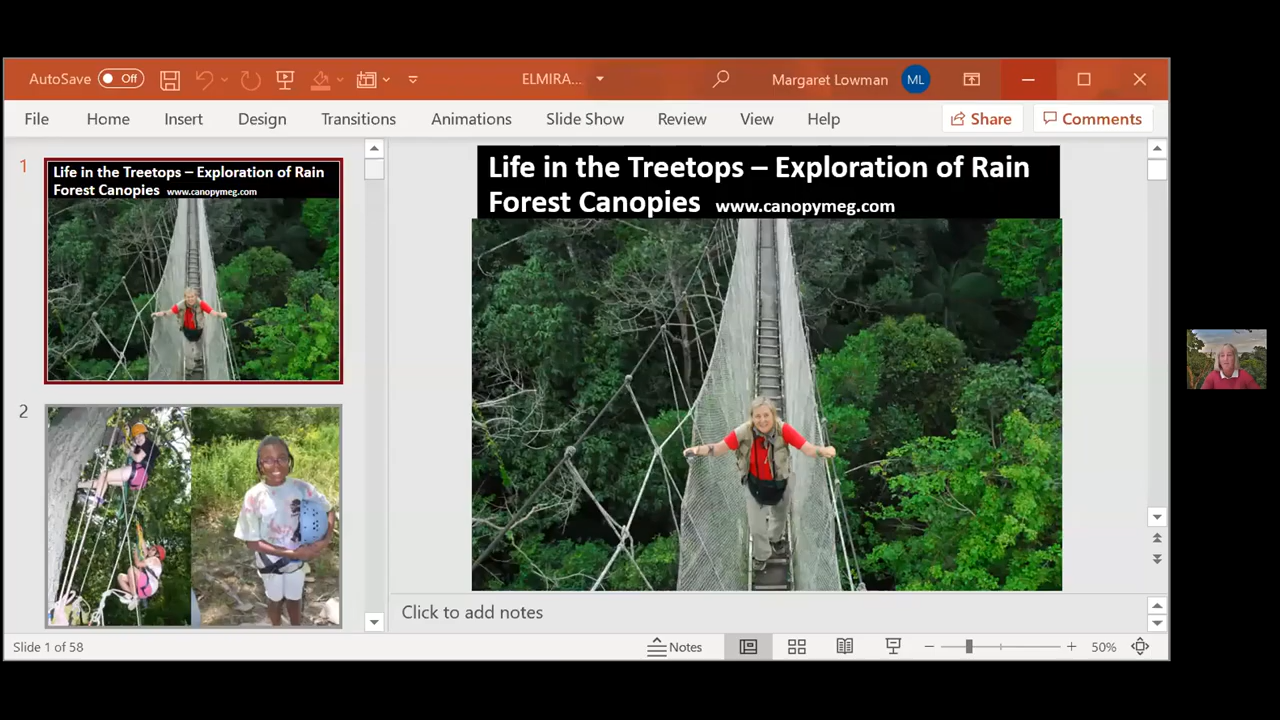 AutoSave Off ELMIRA... Margaret Lowman ML
File Home Insert Design Transitions Animations Slide Show Review View Help Share Comments
1
Life in the Treetops – Exploration of Rain
Forest Canopies www.canopymeg.com
2
Life in the Treetops – Exploration of Rain
Forest Canopies www.canopymeg.com
Click to add notes
Slide 1 of 58 Notes 50%